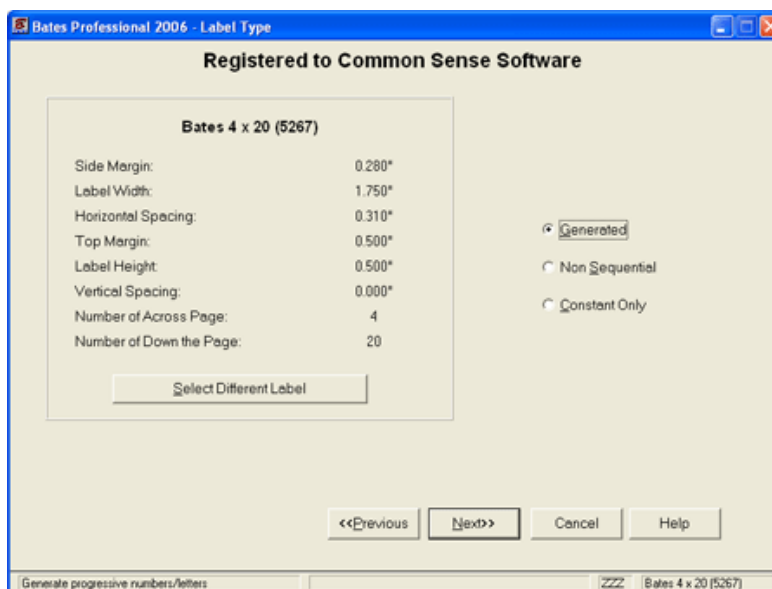 Bates Professional 2006 - Label Type
Registered to Common Sense Software
Bates 4 x 20 (5267)
Side Margin: 0.280"
Label Width: 1.750"
Horizontal Spacing: 0.310"
Top Margin: 0.500"
Label Height: 0.500"
Vertical Spacing: 0.000"
Number of Across Page: 4
Number of Down the Page: 20
Select Different Label
Generated
Non Sequential
Constant Only
<<Previous Next>> Cancel Help
Generate progressive numbers/letters ZZZ Bates 4 x 20 (5267)